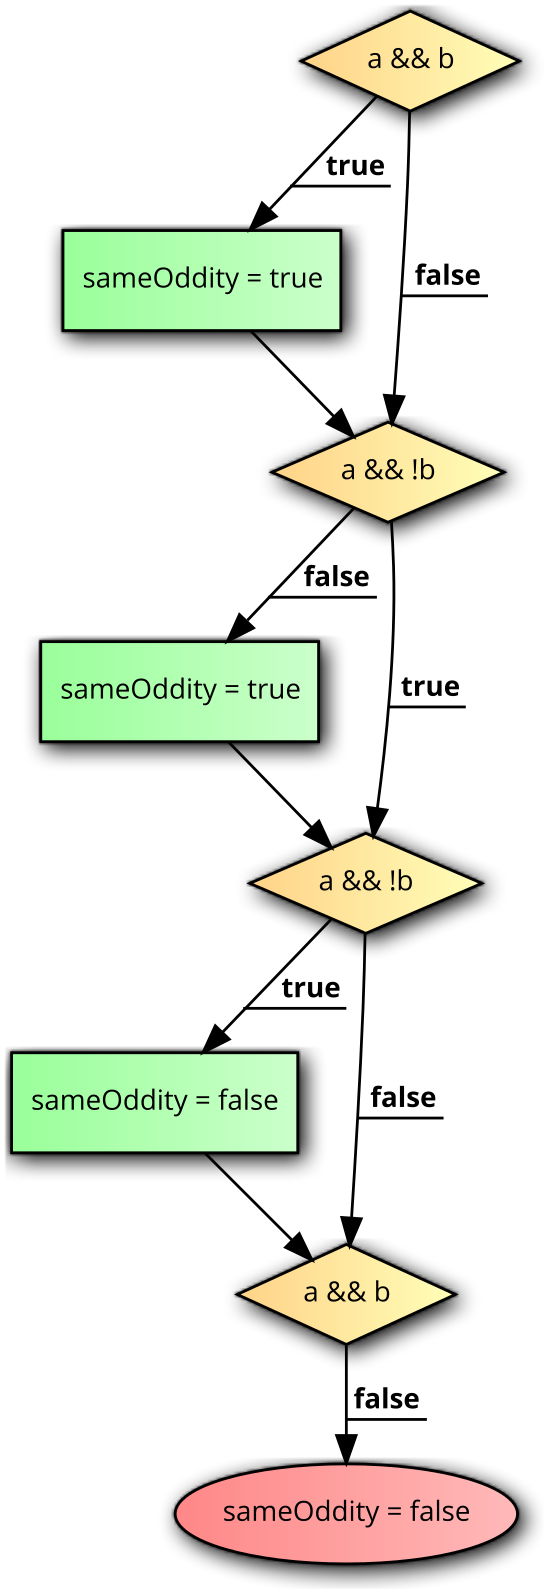 a && b
true
false
sameOddity = true
a && !b
false
true
sameOddity = true
a && !b
true
false
sameOddity = false
a && b
false
sameOddity = false